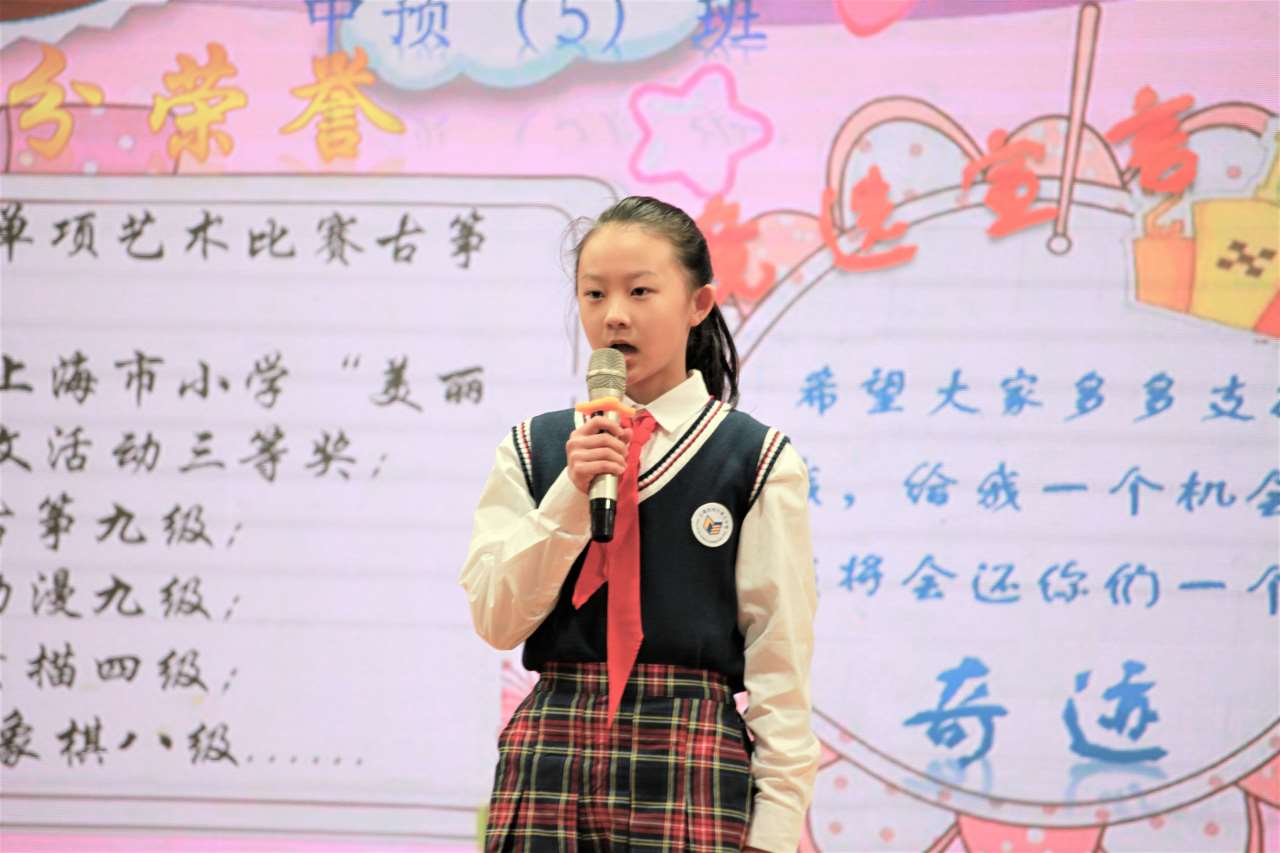 中预（5）班
分荣誉
单项艺术比赛古筝
上海市小学“美丽
活动三等奖；
古筝九级；
动漫九级；
描四级；
象棋八级......
竞选宣言
希望大家多多支
，给我一个机会
将会还你们一个
奇迹